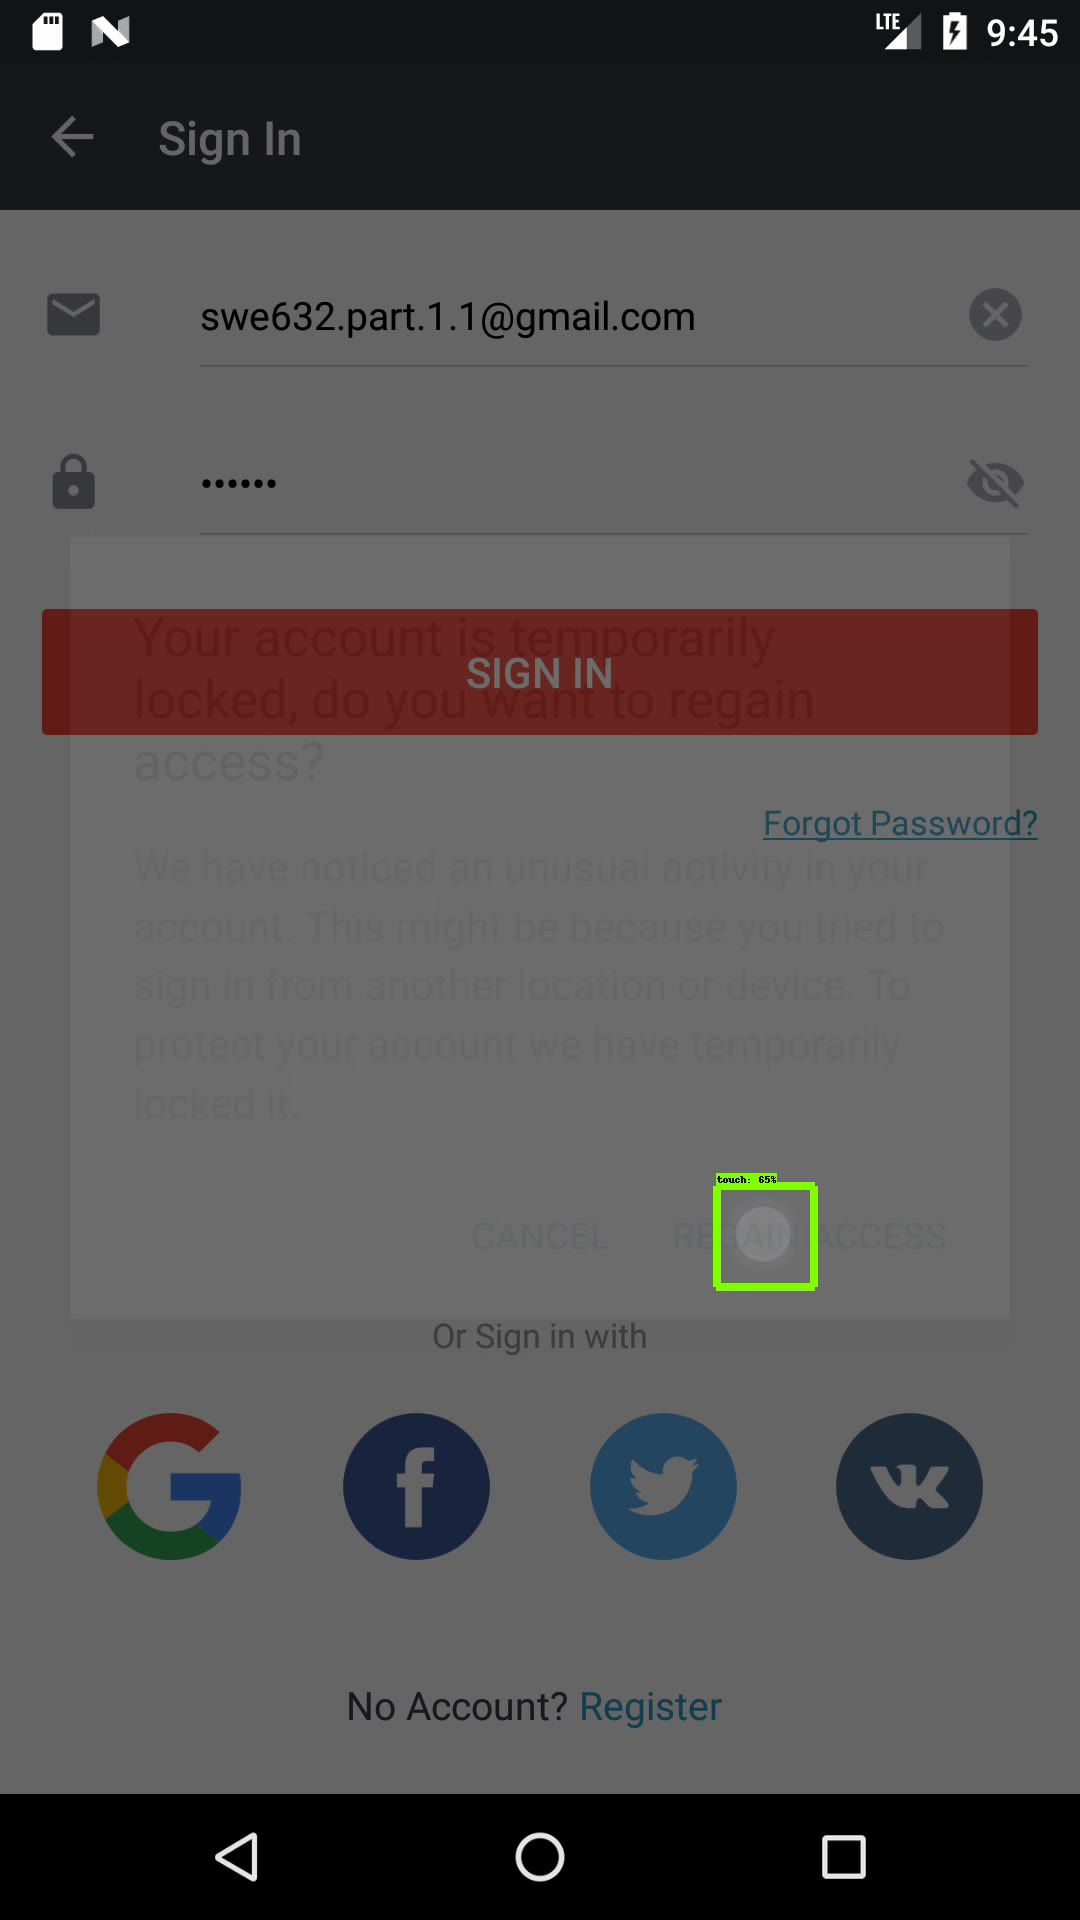 LTE 9:45
Sign In
swe632.part.1.1@gmail.com
••••••
Your account is temporarily
SIGN IN
locked, do you want to regain
access?
Forgot Password?
We have noticed an unusual activity in your
account. This might be because you tried to
sign in from another location or device. To
protect your account we have temporarily
locked it.
touch: 65%
CANCEL REGAIN ACCESS
Or Sign in with
No Account? Register